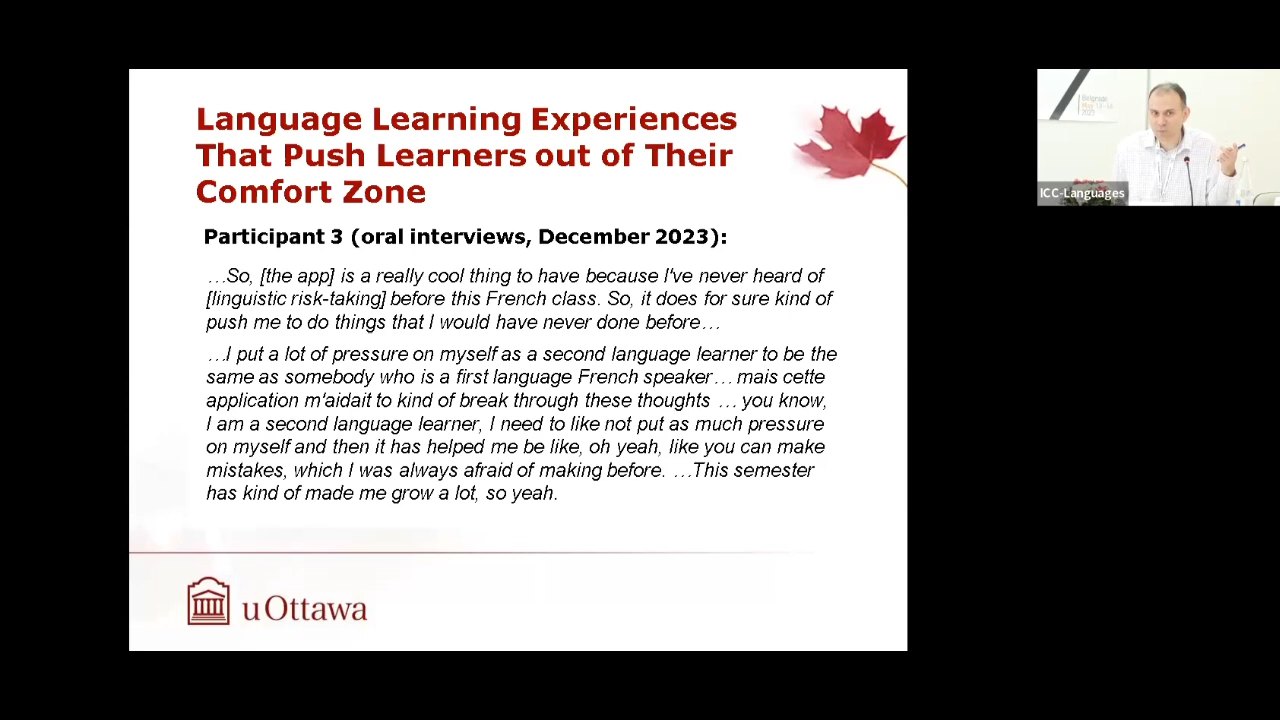 Language Learning Experiences
That Push Learners out of Their
Comfort Zone
Participant 3 (oral interviews, December 2023):
…So, [the app] is a really cool thing to have because I've never heard of
[linguistic risk-taking] before this French class. So, it does for sure kind of
push me to do things that I would have never done before…
…I put a lot of pressure on myself as a second language learner to be the
same as somebody who is a first language French speaker… mais cette
application m'aidait to kind of break through these thoughts … you know,
I am a second language learner, I need to like not put as much pressure
on myself and then it has helped me be like, oh yeah, like you can make
mistakes, which I was always afraid of making before. …This semester
has kind of made me grow a lot, so yeah.
uOttawa
Belgrade
May
ICC-Languages